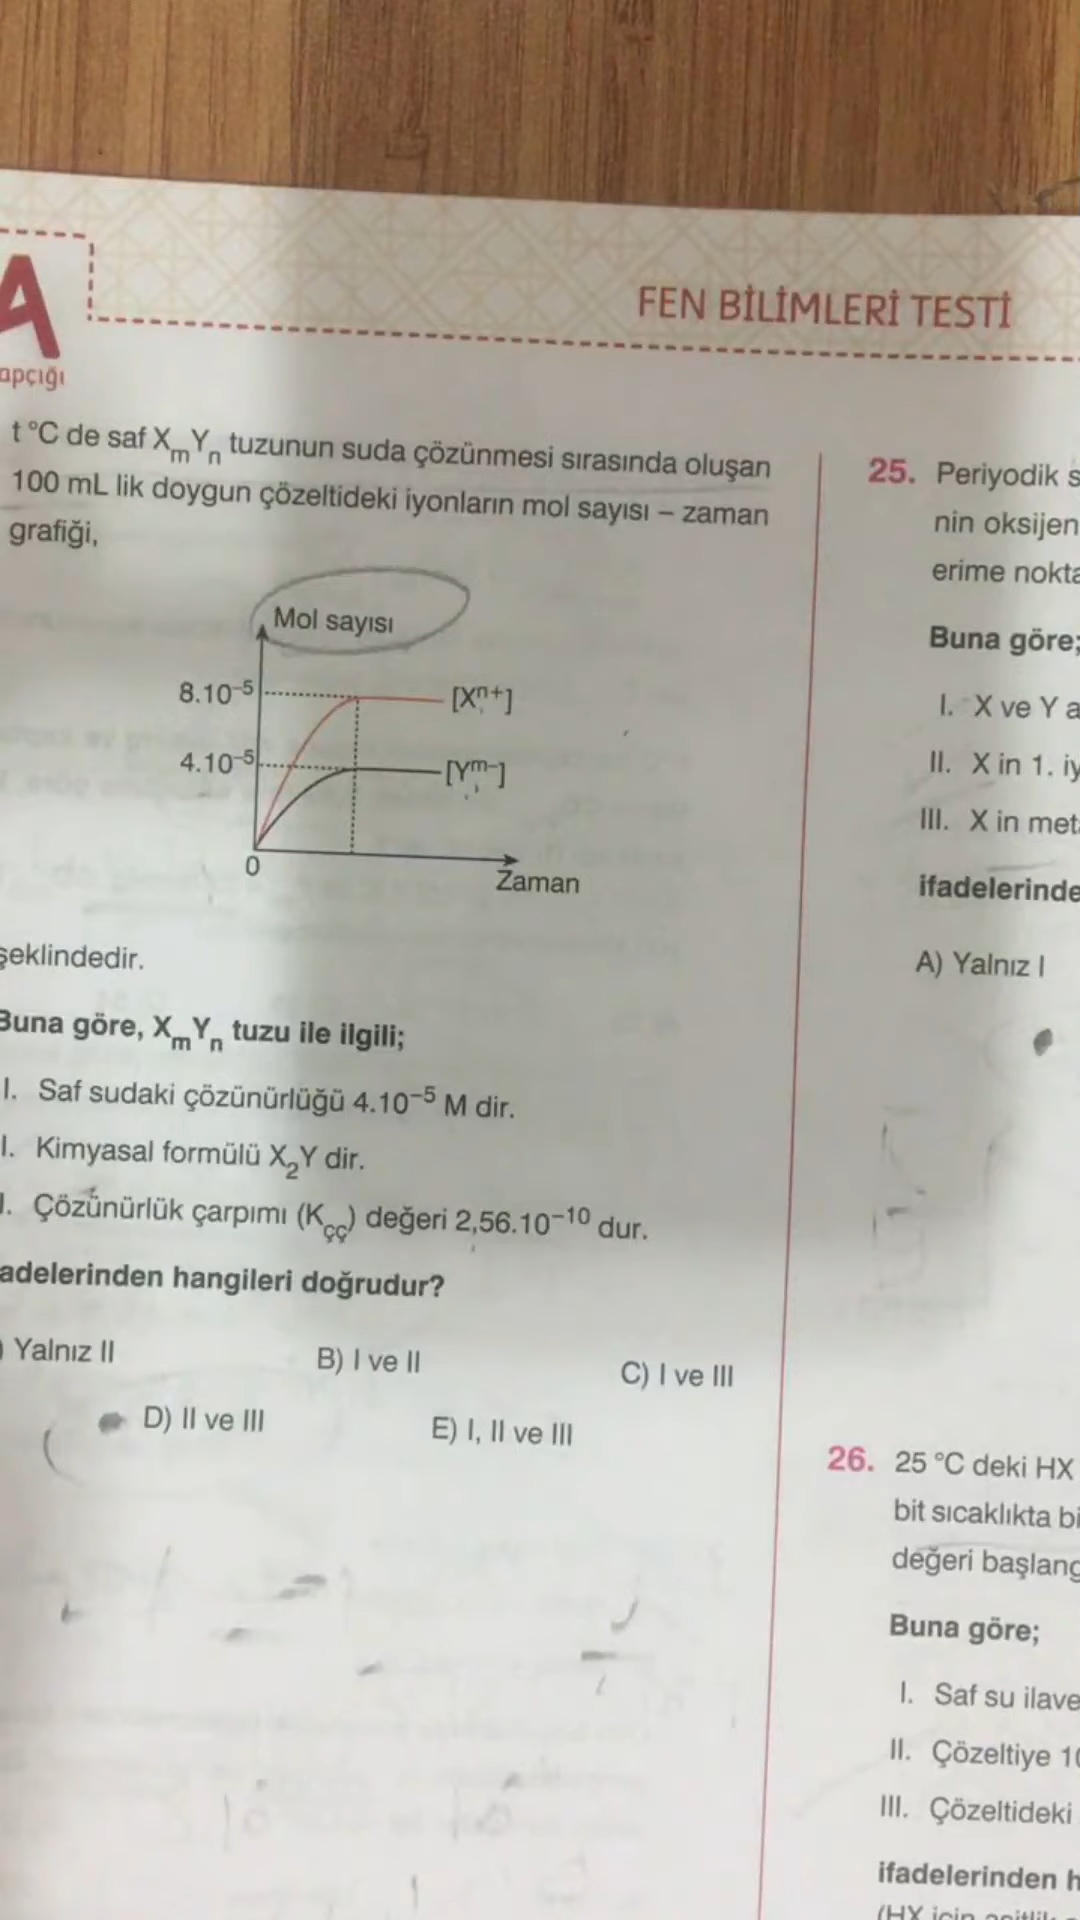 A
apçığı
FEN BİLİMLERİ TESTİ
t °C de saf XmYn tuzunun suda çözünmesi sırasında oluşan
100 mL lik doygun çözeltideki iyonların mol sayısı – zaman
grafiği,
Mol sayısı
8.10⁻⁵
[Xⁿ⁺]
4.10⁻⁵
[Yᵐ⁻]
0
Zaman
şeklindedir.
Buna göre, XmYn tuzu ile ilgili;
I. Saf sudaki çözünürlüğü 4.10⁻⁵ M dir.
I. Kimyasal formülü X₂Y dir.
I. Çözünürlük çarpımı (Kçç) değeri 2,56.10⁻¹⁰ dur.
adelerinden hangileri doğrudur?
) Yalnız II
B) I ve II
C) I ve III
D) II ve III
E) I, II ve III
25. Periyodik s
nin oksijen
erime nokta
Buna göre;
I. X ve Y a
II. X in 1. iy
III. X in meta
ifadelerinde
A) Yalnız I
26. 25 °C deki HX
bit sıcaklıkta bi
değeri başlang
Buna göre;
I. Saf su ilave
II. Çözeltiye 10
III. Çözeltideki
ifadelerinden h
(HX için